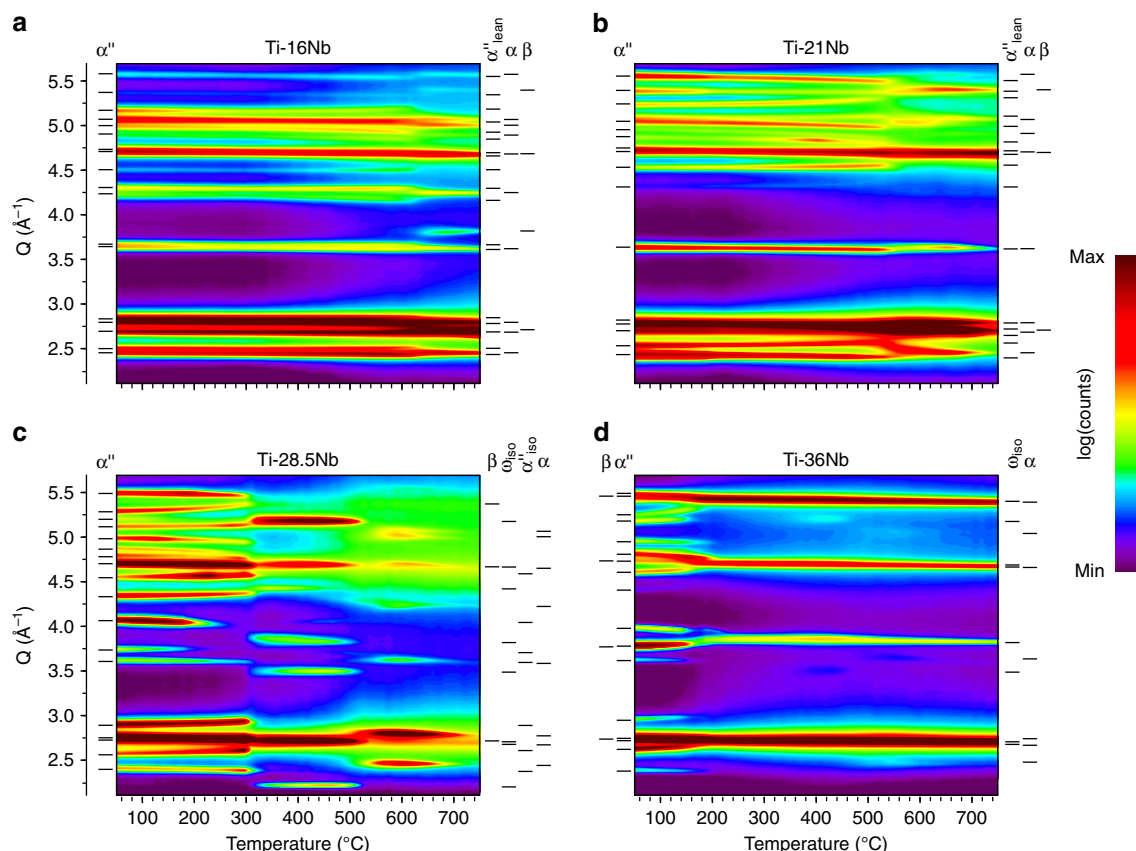 a
b
Ti-16Nb
Ti-21Nb
α"
α"lean
α
β
α"
α"lean
α
β
5.5
5.0
4.5
4.0
3.5
3.0
2.5
Q (Å⁻¹)
Max
log(counts)
Min
c
d
Ti-28.5Nb
Ti-36Nb
α"
β
ωiso
α"iso
α
β
α"
ωiso
α
5.5
5.0
4.5
4.0
3.5
3.0
2.5
Q (Å⁻¹)
100 200 300 400 500 600 700
100 200 300 400 500 600 700
Temperature (°C)
Temperature (°C)